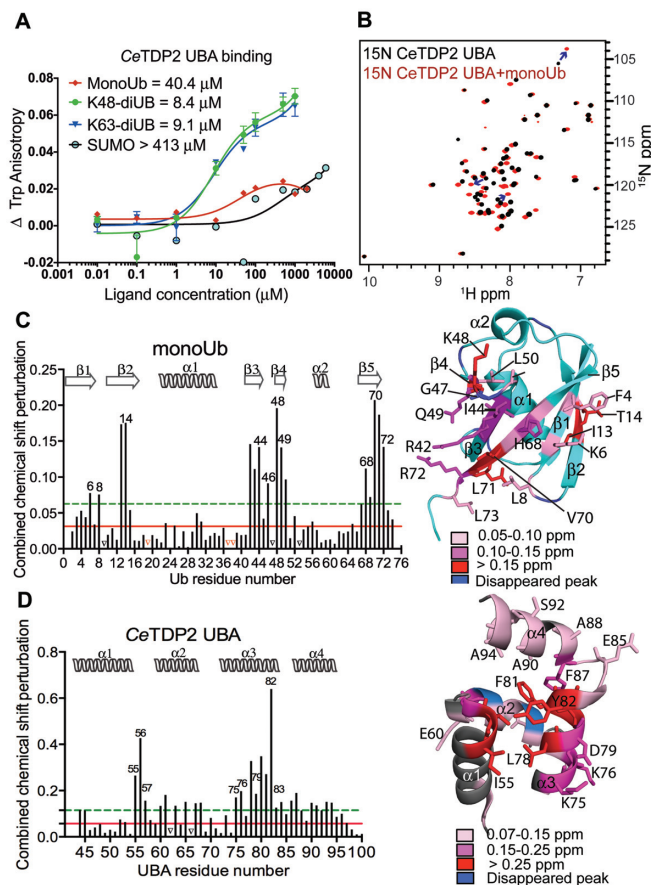 A
CeTDP2 UBA binding
MonoUb = 40.4 μM
K48-diUB = 8.4 μM
K63-diUB = 9.1 μM
SUMO > 413 μM
Δ Trp Anisotropy
0.08
0.06
0.04
0.02
0.00
-0.02
0.001 0.01 0.1 1 10 100 1000 10000
Ligand concentration (μM)
B
15N CeTDP2 UBA
15N CeTDP2 UBA+monoUb
105
110
115
120
125
15N ppm
10 9 8 7
1H ppm
C
monoUb
β1 β2 α1 β3 β4 α2 β5
Combined chemical shift perturbation
0.30
0.25
0.20
0.15
0.10
0.05
0.00
6 8 14 44 46 48 49 68 70 72
0 4 8 12 16 20 24 28 32 36 40 44 48 52 56 60 64 68 72 76
Ub residue number
α2
K48
L50
β4
β5
G47
α1
F4
Q49
I44
β1
T14
I13
R42
H68
K6
β3
β2
R72
L71
L8
L73
V70
0.05-0.10 ppm
0.10-0.15 ppm
> 0.15 ppm
Disappeared peak
D
CeTDP2 UBA
α1 α2 α3 α4
Combined chemical shift perturbation
0.8
0.6
0.4
0.2
0.0
55 56 57 75 76 79 82 83
45 50 55 60 65 70 75 80 85 90 95 100
UBA residue number
S92
α4
A88
E85
A94
A90
F87
F81
Y82
α2
E60
L78
D79
α1
I55
α3
K76
K75
0.07-0.15 ppm
0.15-0.25 ppm
> 0.25 ppm
Disappeared peak